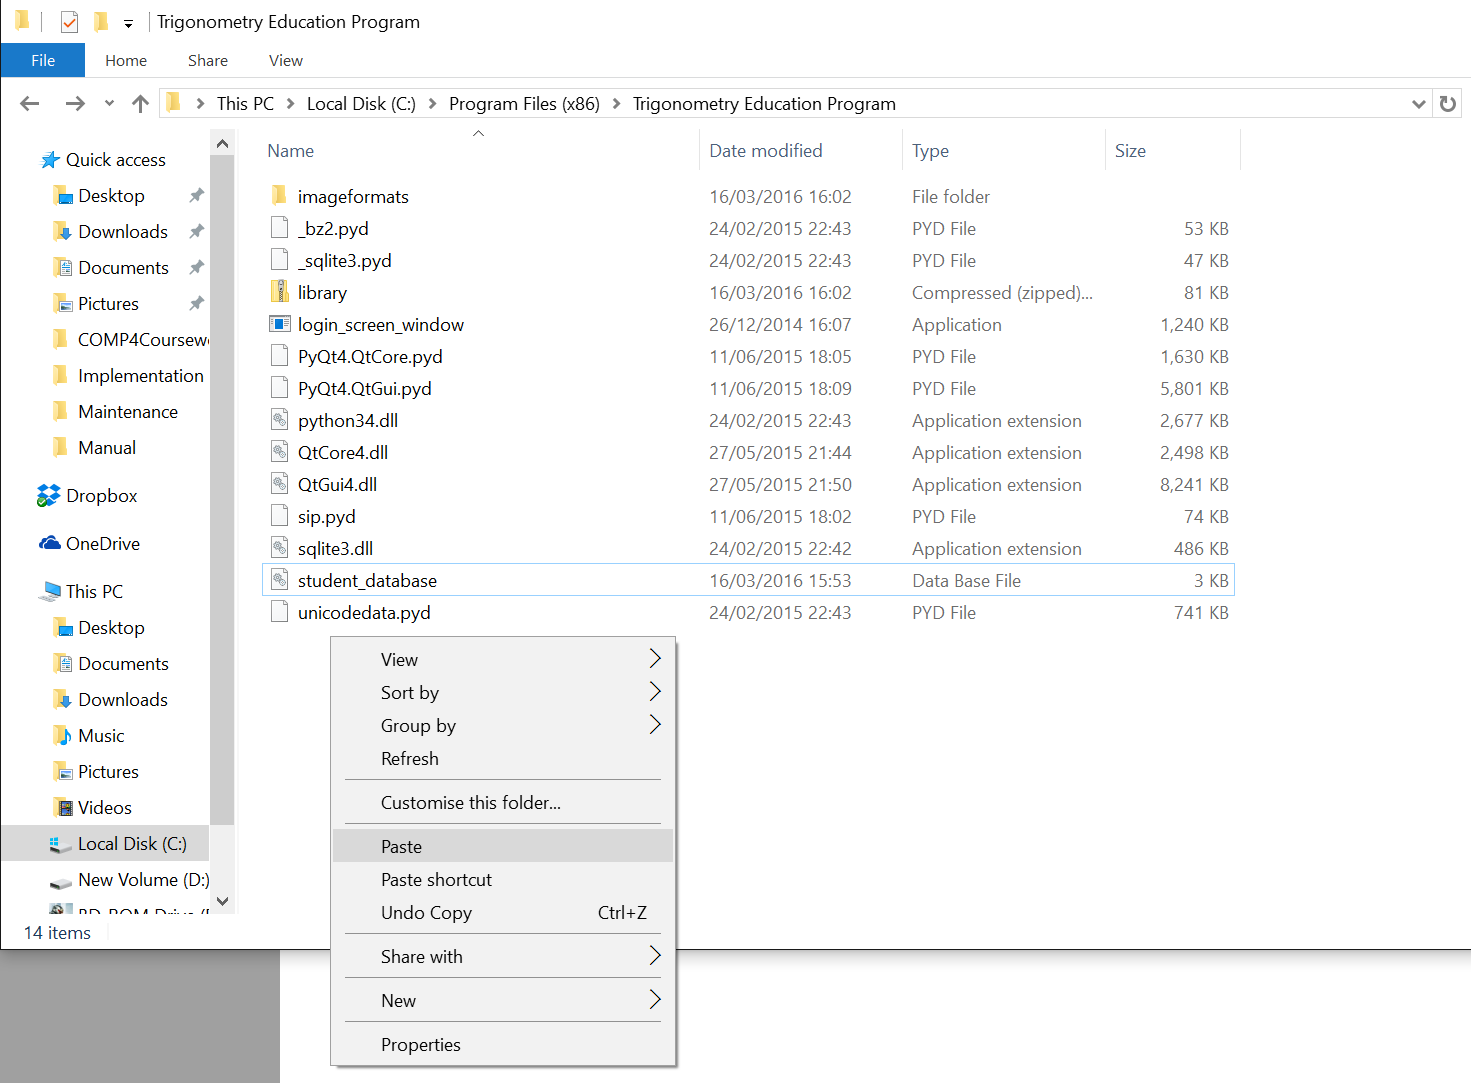 Trigonometry Education Program
File Home Share View
This PC Local Disk (C:) Program Files (x86) Trigonometry Education Program
Quick access
Desktop
Downloads
Documents
Pictures
COMP4Coursew
Implementation
Maintenance
Manual
Dropbox
OneDrive
This PC
Desktop
Documents
Downloads
Music
Pictures
Videos
Local Disk (C:)
New Volume (D:)
14 items
Name Date modified Type Size
imageformats 16/03/2016 16:02 File folder
_bz2.pyd 24/02/2015 22:43 PYD File 53 KB
_sqlite3.pyd 24/02/2015 22:43 PYD File 47 KB
library 16/03/2016 16:02 Compressed (zipped)... 81 KB
login_screen_window 26/12/2014 16:07 Application 1,240 KB
PyQt4.QtCore.pyd 11/06/2015 18:05 PYD File 1,630 KB
PyQt4.QtGui.pyd 11/06/2015 18:09 PYD File 5,801 KB
python34.dll 24/02/2015 22:43 Application extension 2,677 KB
QtCore4.dll 27/05/2015 21:44 Application extension 2,498 KB
QtGui4.dll 27/05/2015 21:50 Application extension 8,241 KB
sip.pyd 11/06/2015 18:02 PYD File 74 KB
sqlite3.dll 24/02/2015 22:42 Application extension 486 KB
student_database 16/03/2016 15:53 Data Base File 3 KB
unicodedata.pyd 24/02/2015 22:43 PYD File 741 KB
View
Sort by
Group by
Refresh
Customise this folder...
Paste
Paste shortcut
Undo Copy Ctrl+Z
Share with
New
Properties